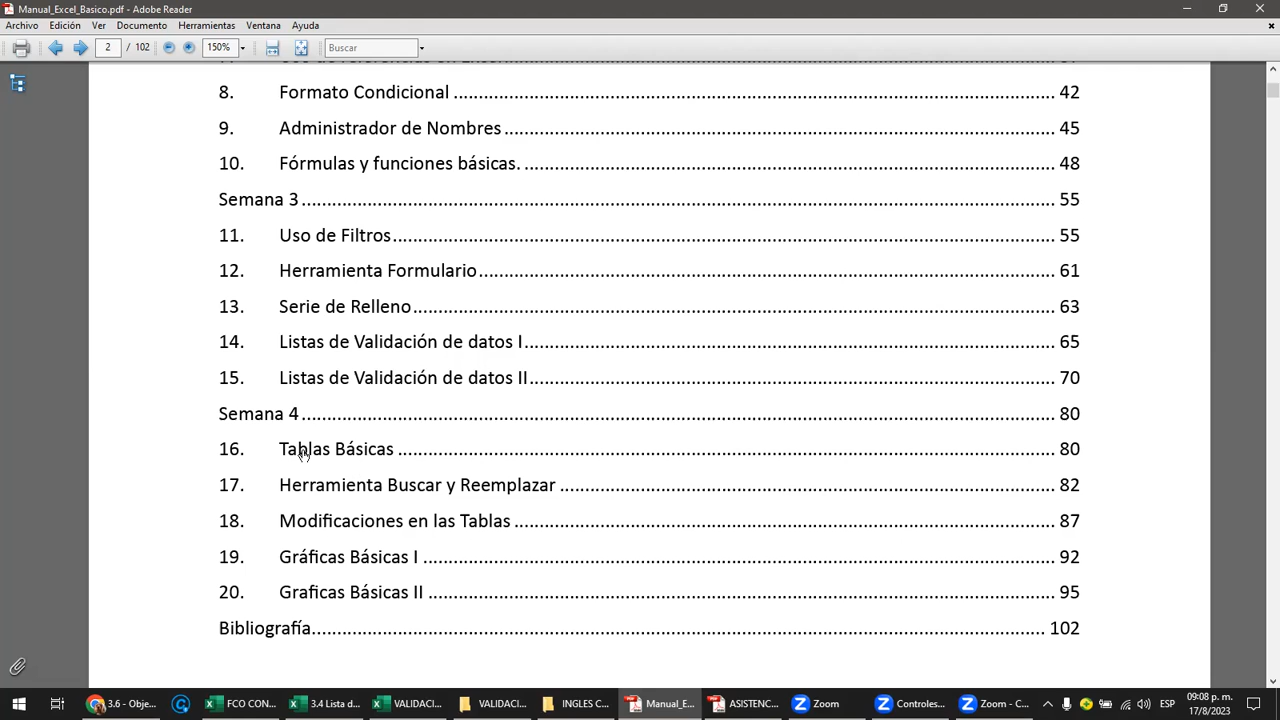 Manual_Excel_Basico.pdf - Adobe Reader
Archivo Edición Ver Documento Herramientas Ventana Ayuda
2 / 102 150% Buscar
8. Formato Condicional ........ 42
9. Administrador de Nombres ........ 45
10. Fórmulas y funciones básicas. ........ 48
Semana 3 ........ 55
11. Uso de Filtros ........ 55
12. Herramienta Formulario ........ 61
13. Serie de Relleno ........ 63
14. Listas de Validación de datos I ........ 65
15. Listas de Validación de datos II ........ 70
Semana 4 ........ 80
16. Tablas Básicas ........ 80
17. Herramienta Buscar y Reemplazar ........ 82
18. Modificaciones en las Tablas ........ 87
19. Gráficas Básicas I ........ 92
20. Graficas Básicas II ........ 95
Bibliografía ........ 102
3.6 - Obje... FCO CON... 3.4 Lista d... VALIDACI... VALIDACI... INGLES C... Manual_E... ASISTENC... Zoom Controles... Zoom - C... ESP 09:08 p. m.
17/8/2023